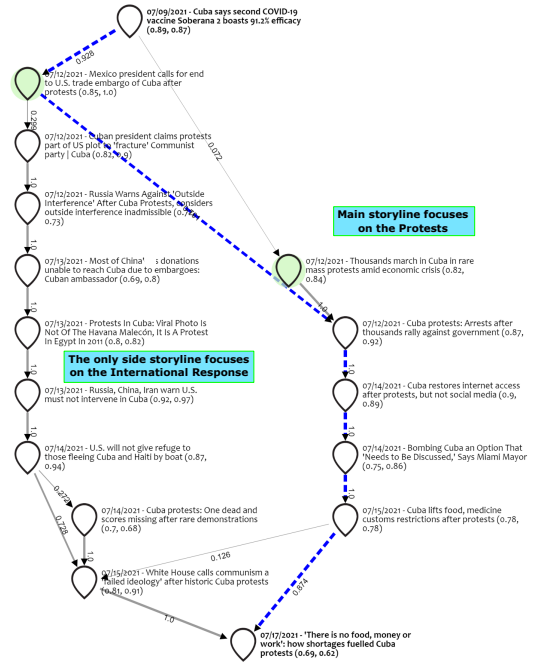 07/09/2021 - Cuba says second COVID-19
vaccine Soberana 2 boasts 91.2% efficacy
(0.89, 0.87)
0.928
07/12/2021 - Mexico president calls for end
to U.S. trade embargo of Cuba after
protests (0.85, 1.0)
0.299
0.072
07/12/2021 - Cuban president claims protests
part of US plot to 'fracture' Communist
party | Cuba (0.82, 0.9)
1.0
07/12/2021 - Russia Warns Against 'Outside
Interference' After Cuba Protests, considers
outside interference inadmissible
0.73)
1.0
Main storyline focuses
on the Protests
07/13/2021 - Most of China' s donations
unable to reach Cuba due to embargoes:
Cuban ambassador (0.69, 0.8)
07/12/2021 - Thousands march in Cuba in rare
mass protests amid economic crisis (0.82,
0.84)
1.0
1.0
07/13/2021 - Protests In Cuba: Viral Photo Is
Not Of The Havana Malecón, It Is A Protest
In Egypt In 2011 (0.8, 0.82)
07/12/2021 - Cuba protests: Arrests after
thousands rally against government (0.87,
0.92)
The only side storyline focuses
on the International Response
1.0
1.0
07/13/2021 - Russia, China, Iran warn U.S.
must not intervene in Cuba (0.92, 0.97)
07/14/2021 - Cuba restores internet access
after protests, but not social media (0.9,
0.89)
1.0
1.0
07/14/2021 - U.S. will not give refuge to
those fleeing Cuba and Haiti by boat (0.87,
0.94)
07/14/2021 - Bombing Cuba an Option That
'Needs to Be Discussed,' Says Miami Mayor
(0.75, 0.86)
0.272
0.728
1.0
07/14/2021 - Cuba protests: One dead and
scores missing after rare demonstrations
(0.7, 0.68)
07/15/2021 - Cuba lifts food, medicine
customs restrictions after protests (0.78,
0.78)
1.0
0.126
07/15/2021 - White House calls communism a
'failed ideology' after historic Cuba protests
(0.81, 0.91)
0.874
1.0
07/17/2021 - 'There is no food, money or
work': how shortages fuelled Cuba
protests (0.69, 0.62)